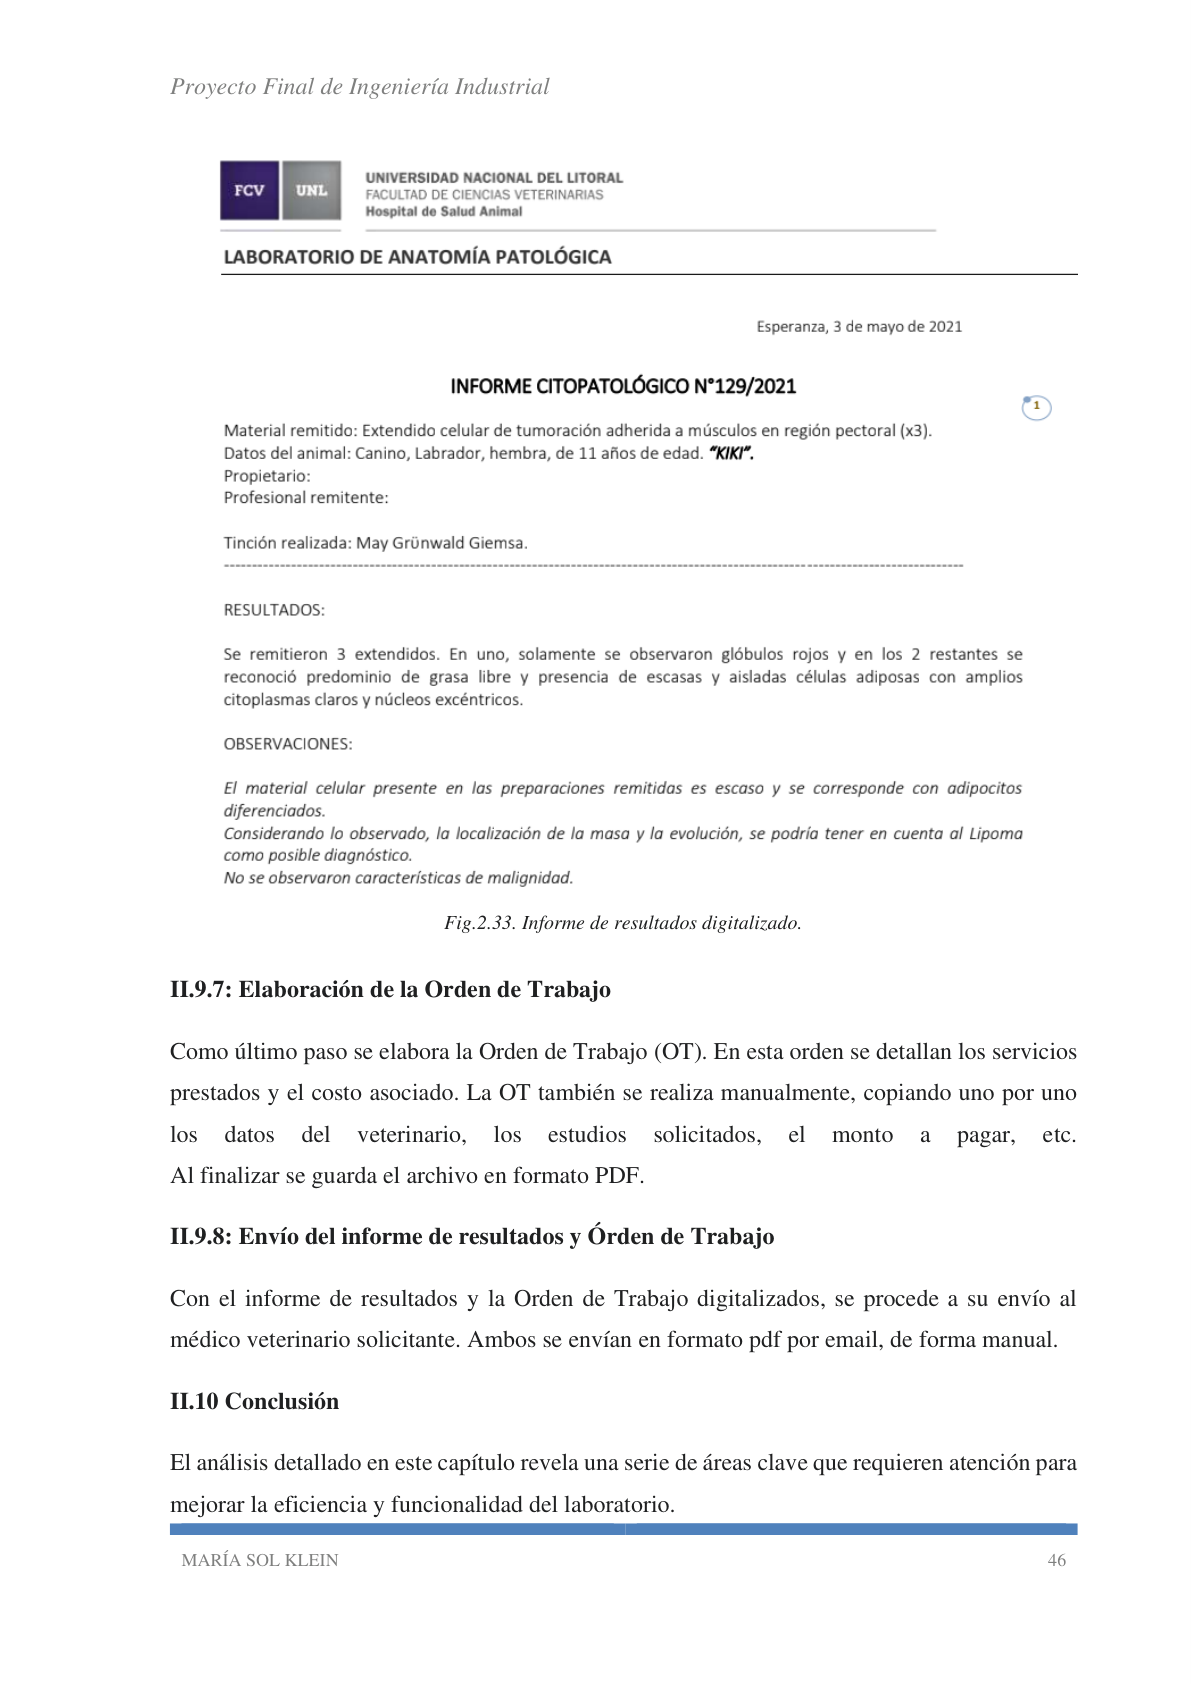 Proyecto Final de Ingeniería Industrial
FCV UNL
UNIVERSIDAD NACIONAL DEL LITORAL
FACULTAD DE CIENCIAS VETERINARIAS
Hospital de Salud Animal
LABORATORIO DE ANATOMÍA PATOLÓGICA
Esperanza, 3 de mayo de 2021
INFORME CITOPATOLÓGICO N°129/2021
1
Material remitido: Extendido celular de tumoración adherida a músculos en región pectoral (x3).
Datos del animal: Canino, Labrador, hembra, de 11 años de edad. “KIKI”.
Propietario:
Profesional remitente:
Tinción realizada: May Grünwald Giemsa.
RESULTADOS:
Se remitieron 3 extendidos. En uno, solamente se observaron glóbulos rojos y en los 2 restantes se
reconoció predominio de grasa libre y presencia de escasas y aisladas células adiposas con amplios
citoplasmas claros y núcleos excéntricos.
OBSERVACIONES:
El material celular presente en las preparaciones remitidas es escaso y se corresponde con adipocitos
diferenciados.
Considerando lo observado, la localización de la masa y la evolución, se podría tener en cuenta al Lipoma
como posible diagnóstico.
No se observaron características de malignidad.
Fig.2.33. Informe de resultados digitalizado.
II.9.7: Elaboración de la Orden de Trabajo
Como último paso se elabora la Orden de Trabajo (OT). En esta orden se detallan los servicios
prestados y el costo asociado. La OT también se realiza manualmente, copiando uno por uno
los datos del veterinario, los estudios solicitados, el monto a pagar, etc.
Al finalizar se guarda el archivo en formato PDF.
II.9.8: Envío del informe de resultados y Órden de Trabajo
Con el informe de resultados y la Orden de Trabajo digitalizados, se procede a su envío al
médico veterinario solicitante. Ambos se envían en formato pdf por email, de forma manual.
II.10 Conclusión
El análisis detallado en este capítulo revela una serie de áreas clave que requieren atención para
mejorar la eficiencia y funcionalidad del laboratorio.
MARÍA SOL KLEIN 46